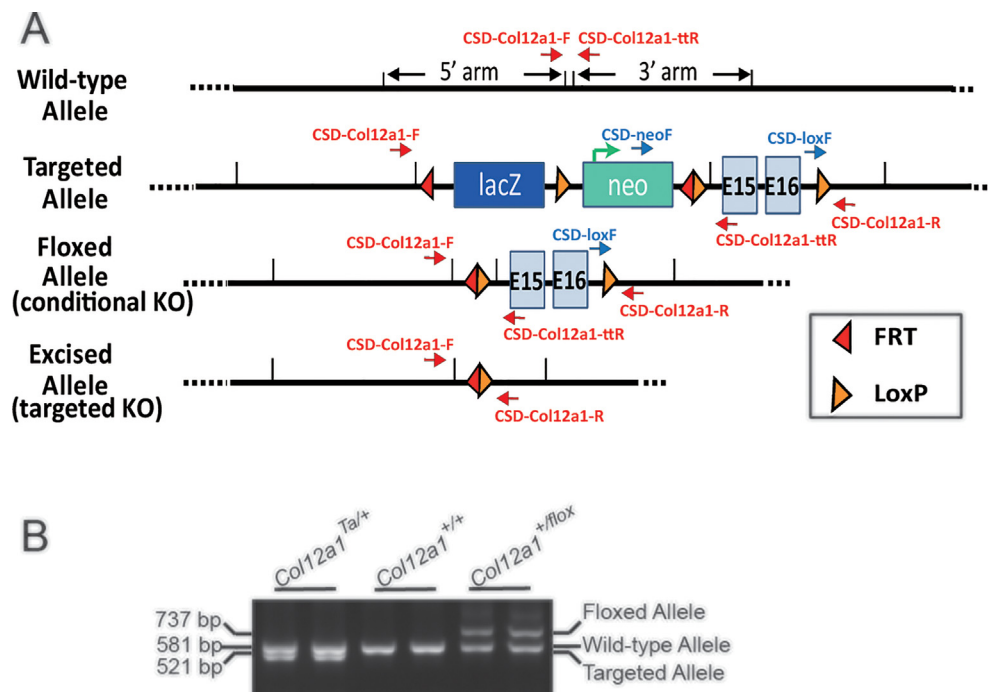 A
Wild-type
Allele
CSD-Col12a1-F
CSD-Col12a1-ttR
5’ arm
3’ arm
Targeted
Allele
CSD-Col12a1-F
lacZ
CSD-neoF
neo
E15
E16
CSD-loxF
CSD-Col12a1-ttR
CSD-Col12a1-R
Floxed
Allele
(conditional KO)
CSD-Col12a1-F
E15
E16
CSD-loxF
CSD-Col12a1-ttR
CSD-Col12a1-R
Excised
Allele
(targeted KO)
CSD-Col12a1-F
CSD-Col12a1-R
FRT
LoxP
B
Col12a1 Ta/+
Col12a1 +/+
Col12a1 +/flox
737 bp
581 bp
521 bp
Floxed Allele
Wild-type Allele
Targeted Allele